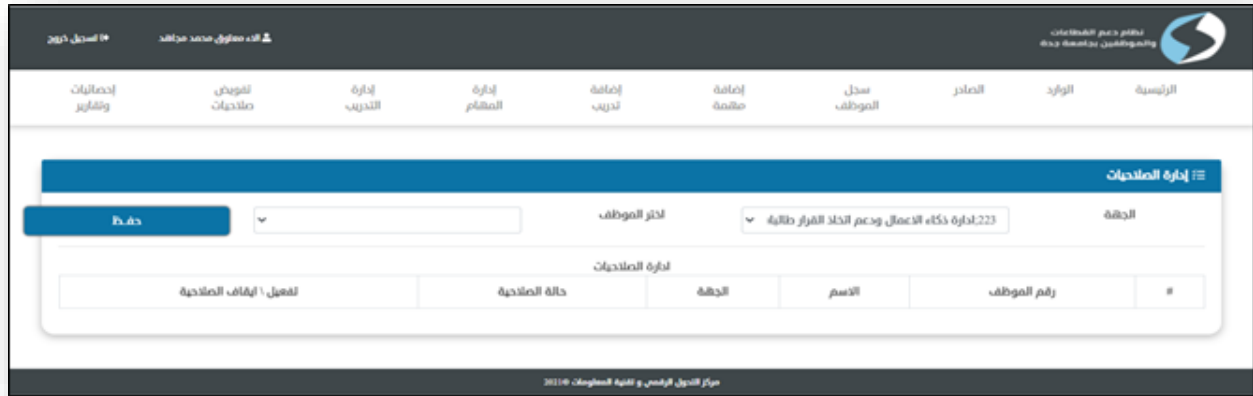 نظام دعم القطاعات
والموظفين بجامعة جدة
الاء معتوق محمد مجاهد
تسجيل خروج
الرئيسية
الوارد
الصادر
سجل
الموظف
إضافة
مهمة
إضافة
تدريب
إدارة
المهام
إدارة
التدريب
تفويض
صلاحيات
إحصائيات
وتقارير
إدارة الصلاحيات
الجهة
223;ادارة ذكاء الاعمال ودعم اتخاذ القرار طالبات
اختر الموظف
حفظ
ادارة الصلاحيات
#
رقم الموظف
الاسم
الجهة
حالة الصلاحية
تفعيل \ ايقاف الصلاحية
مركز التحول الرقمي و تقنية المعلومات ©2021